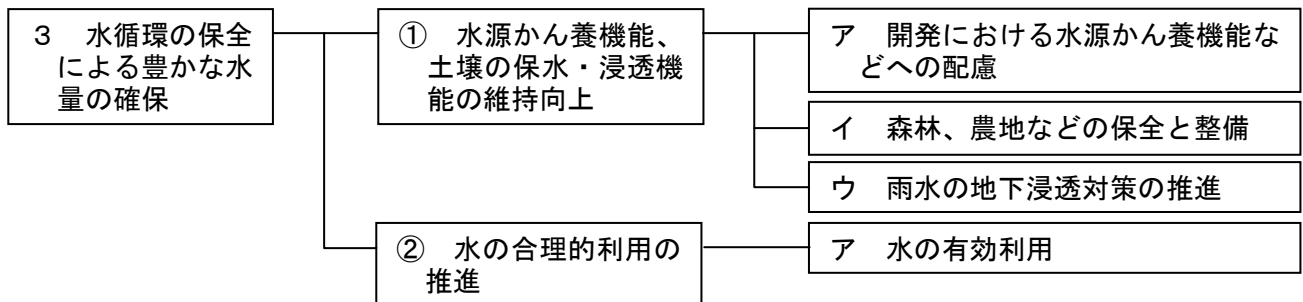 ３　水循環の保全
による豊かな水
量の確保
①　水源かん養機能、
土壌の保水・浸透機
能の維持向上
ア　開発における水源かん養機能な
どへの配慮
イ　森林、農地などの保全と整備
ウ　雨水の地下浸透対策の推進
②　水の合理的利用の
推進
ア　水の有効利用